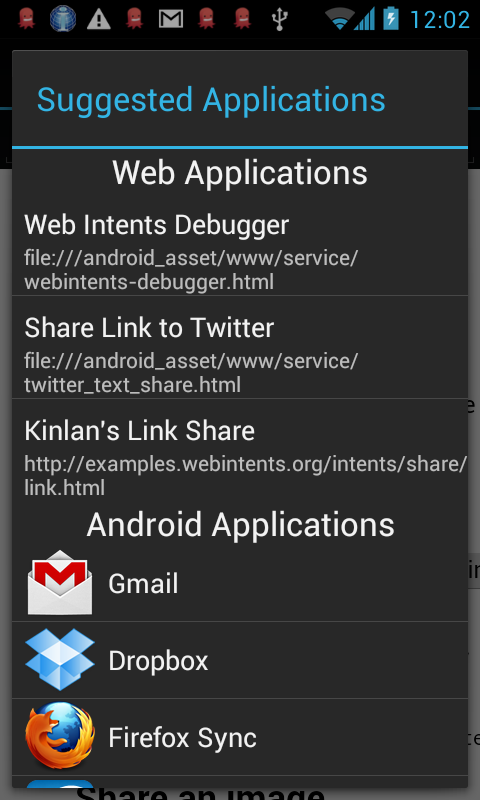 12:02
Suggested Applications
Web Applications
Web Intents Debugger
file:///android_asset/www/service/
webintents-debugger.html
Share Link to Twitter
file:///android_asset/www/service/
twitter_text_share.html
Kinlan's Link Share
http://examples.webintents.org/intents/share/
link.html
Android Applications
Gmail
Dropbox
Firefox Sync
Share an image